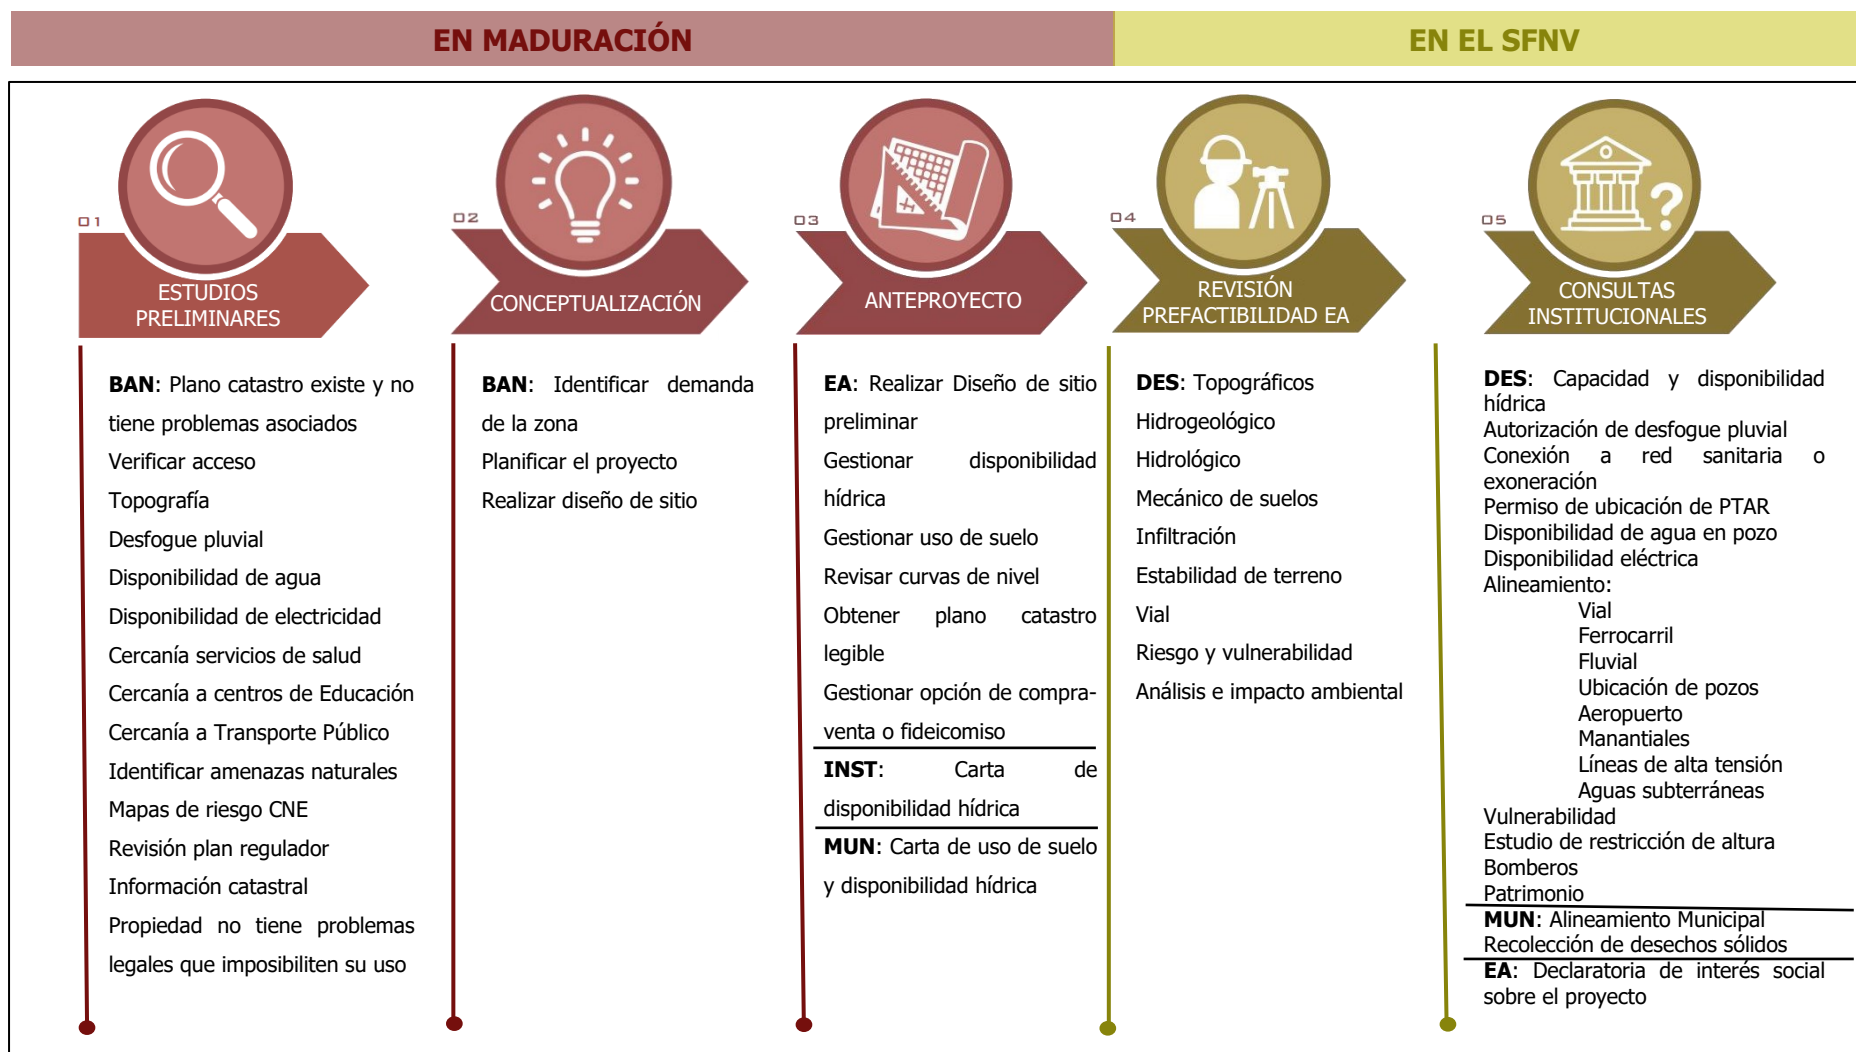 EN MADURACIÓN
EN EL SFNV
01
ESTUDIOS
PRELIMINARES
BAN: Plano catastro existe y no
tiene problemas asociados
Verificar acceso
Topografía
Desfogue pluvial
Disponibilidad de agua
Disponibilidad de electricidad
Cercanía servicios de salud
Cercanía a centros de Educación
Cercanía a Transporte Público
Identificar amenazas naturales
Mapas de riesgo CNE
Revisión plan regulador
Información catastral
Propiedad no tiene problemas
legales que imposibiliten su uso
02
CONCEPTUALIZACIÓN
BAN: Identificar demanda
de la zona
Planificar el proyecto
Realizar diseño de sitio
03
ANTEPROYECTO
EA: Realizar Diseño de sitio
preliminar
Gestionar disponibilidad
hídrica
Gestionar uso de suelo
Revisar curvas de nivel
Obtener plano catastro
legible
Gestionar opción de compra-
venta o fideicomiso
INST: Carta de
disponibilidad hídrica
MUN: Carta de uso de suelo
y disponibilidad hídrica
04
REVISIÓN
PREFACTIBILIDAD EA
DES: Topográficos
Hidrogeológico
Hidrológico
Mecánico de suelos
Infiltración
Estabilidad de terreno
Vial
Riesgo y vulnerabilidad
Análisis e impacto ambiental
05
CONSULTAS
INSTITUCIONALES
DES: Capacidad y disponibilidad
hídrica
Autorización de desfogue pluvial
Conexión a red sanitaria o
exoneración
Permiso de ubicación de PTAR
Disponibilidad de agua en pozo
Disponibilidad eléctrica
Alineamiento:
Vial
Ferrocarril
Fluvial
Ubicación de pozos
Aeropuerto
Manantiales
Líneas de alta tensión
Aguas subterráneas
Vulnerabilidad
Estudio de restricción de altura
Bomberos
Patrimonio
MUN: Alineamiento Municipal
Recolección de desechos sólidos
EA: Declaratoria de interés social
sobre el proyecto